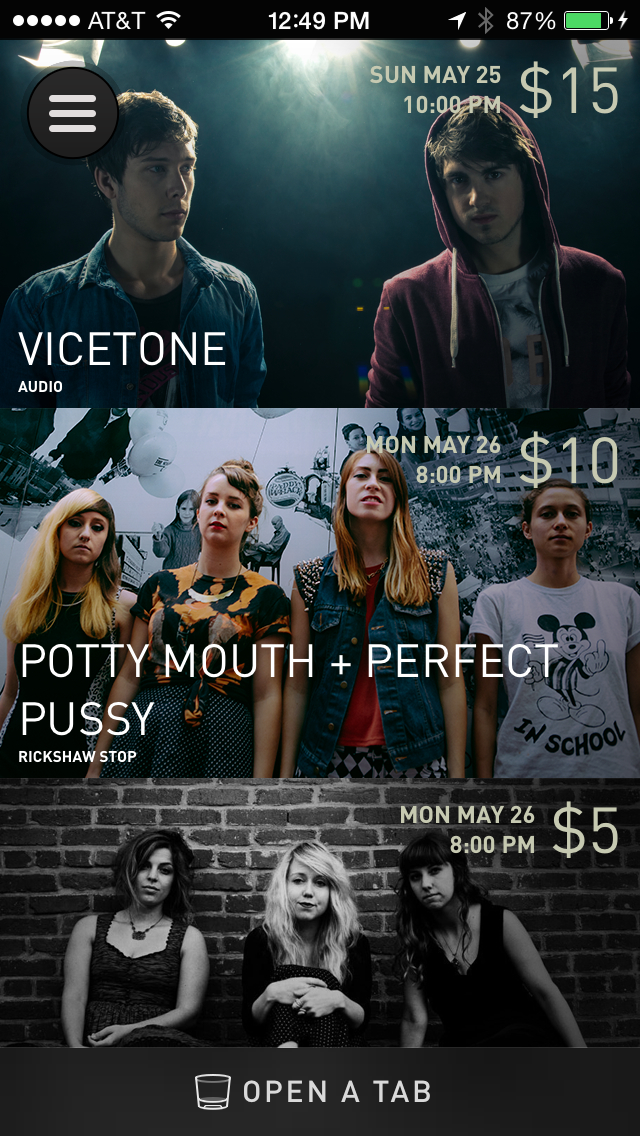 AT&T 12:49 PM 87%
SUN MAY 25
10:00 PM $15
VICETONE
AUDIO
MON MAY 26
8:00 PM $10
POTTY MOUTH + PERFECT
PUSSY
RICKSHAW STOP
IN SCHOOL
MON MAY 26
8:00 PM $5
OPEN A TAB